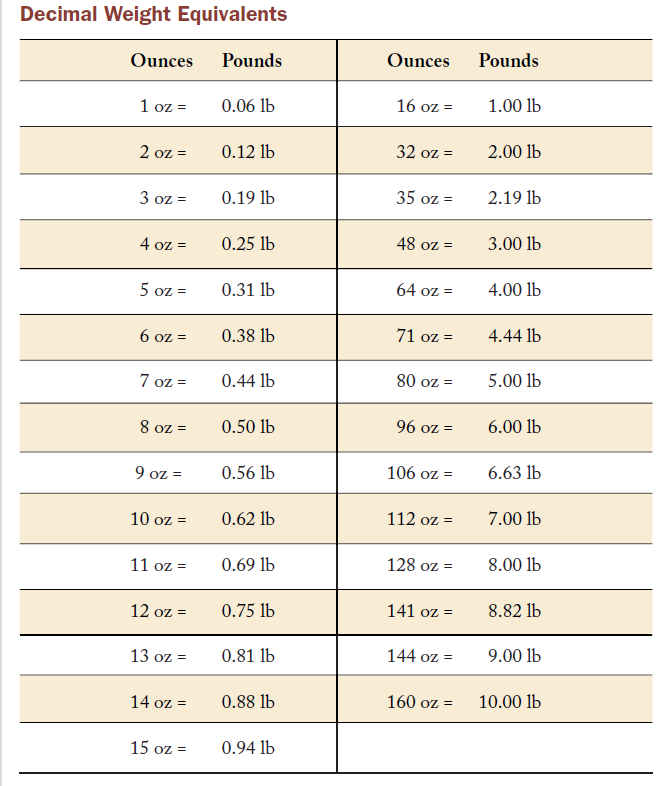 Decimal Weight Equivalents
Ounces Pounds Ounces Pounds
1 oz = 0.06 lb 16 oz = 1.00 lb
2 oz = 0.12 lb 32 oz = 2.00 lb
3 oz = 0.19 lb 35 oz = 2.19 lb
4 oz = 0.25 lb 48 oz = 3.00 lb
5 oz = 0.31 lb 64 oz = 4.00 lb
6 oz = 0.38 lb 71 oz = 4.44 lb
7 oz = 0.44 lb 80 oz = 5.00 lb
8 oz = 0.50 lb 96 oz = 6.00 lb
9 oz = 0.56 lb 106 oz = 6.63 lb
10 oz = 0.62 lb 112 oz = 7.00 lb
11 oz = 0.69 lb 128 oz = 8.00 lb
12 oz = 0.75 lb 141 oz = 8.82 lb
13 oz = 0.81 lb 144 oz = 9.00 lb
14 oz = 0.88 lb 160 oz = 10.00 lb
15 oz = 0.94 lb